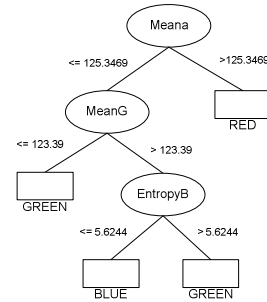 Meana
<= 125.3469
>125.3469
MeanG
RED
<= 123.39
> 123.39
GREEN
EntropyB
<= 5.6244
>5.6244
BLUE
GREEN